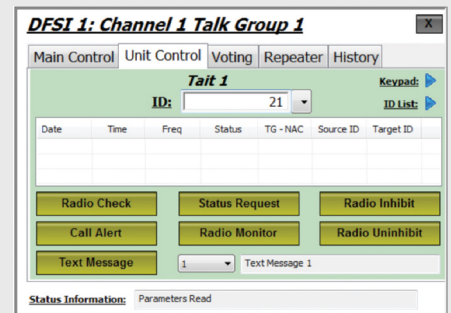 DFSI 1: Channel 1 Talk Group 1 X
Main Control Unit Control Voting Repeater History
Tait 1 Keypad:
ID: 21 ID List:
Date Time Freq Status TG - NAC Source ID Target ID
Radio Check Status Request Radio Inhibit
Call Alert Radio Monitor Radio Uninhibit
Text Message 1 Text Message 1
Status Information: Parameters Read